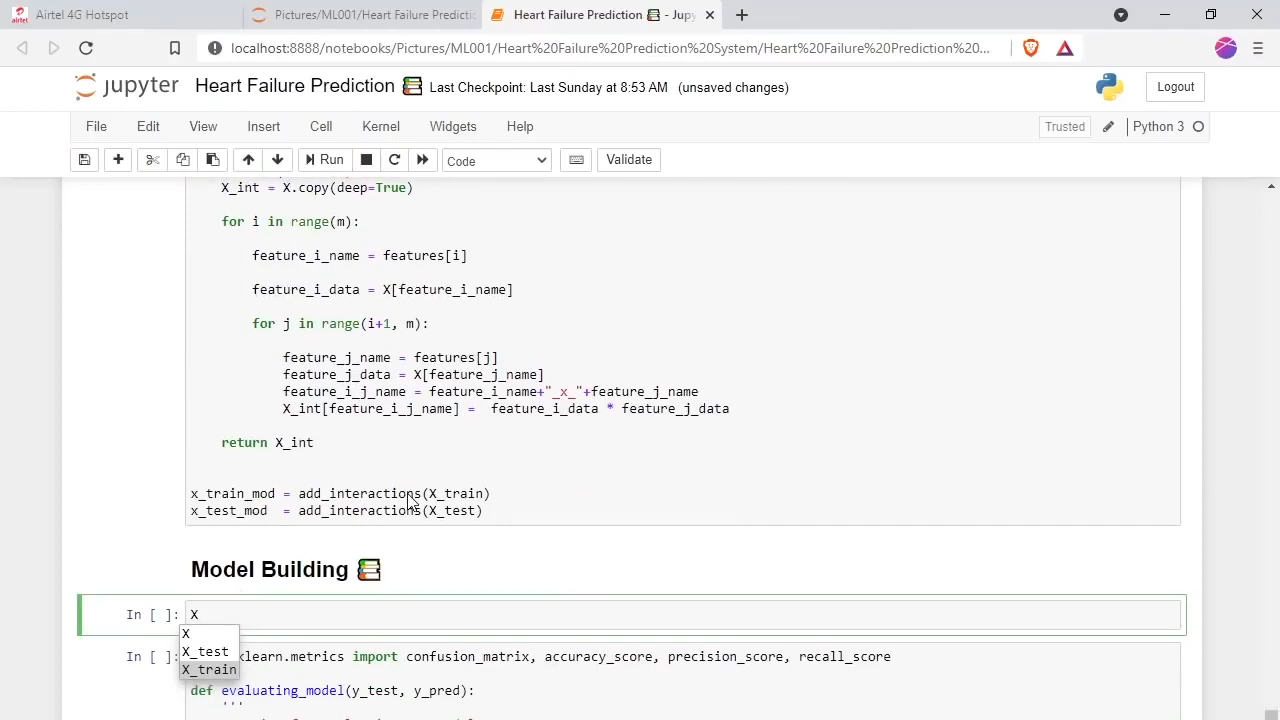 Airtel 4G Hotspot
Pictures/ML001/Heart Failure Predictio
Heart Failure Prediction - Jupy
airtel
localhost:8888/notebooks/Pictures/ML001/Heart%20Failure%20Prediction%20System/Heart%20Failure%20Prediction%20...
jupyter Heart Failure Prediction Last Checkpoint: Last Sunday at 8:53 AM (unsaved changes)
Logout
File Edit View Insert Cell Kernel Widgets Help
Trusted Python 3
Run Code Validate
X_int = X.copy(deep=True)
for i in range(m):
feature_i_name = features[i]
feature_i_data = X[feature_i_name]
for j in range(i+1, m):
feature_j_name = features[j]
feature_j_data = X[feature_j_name]
feature_i_j_name = feature_i_name+"_x_"+feature_j_name
X_int[feature_i_j_name] = feature_i_data * feature_j_data
return X_int
x_train_mod = add_interactions(X_train)
x_test_mod = add_interactions(X_test)
Model Building
In [ ]: X
X
X_test
X_train
In [ ]: klearn.metrics import confusion_matrix, accuracy_score, precision_score, recall_score
def evaluating_model(y_test, y_pred):
'''